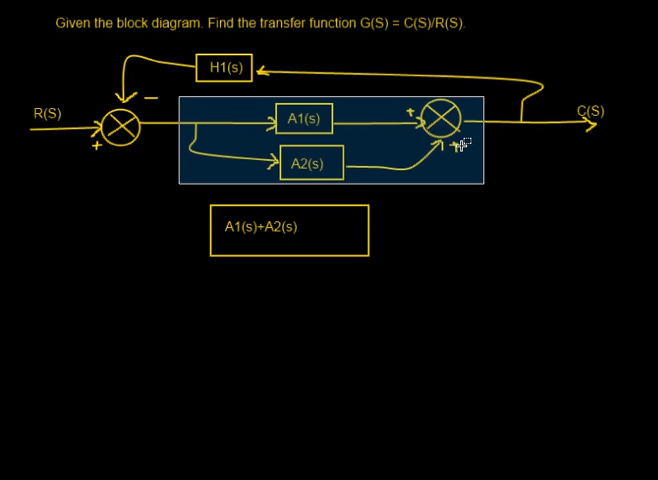 Given the block diagram. Find the transfer function G(S) = C(S)/R(S).
H1(s)
−
R(S)
+
A1(s)
+
C(S)
A2(s)
+
A1(s)+A2(s)